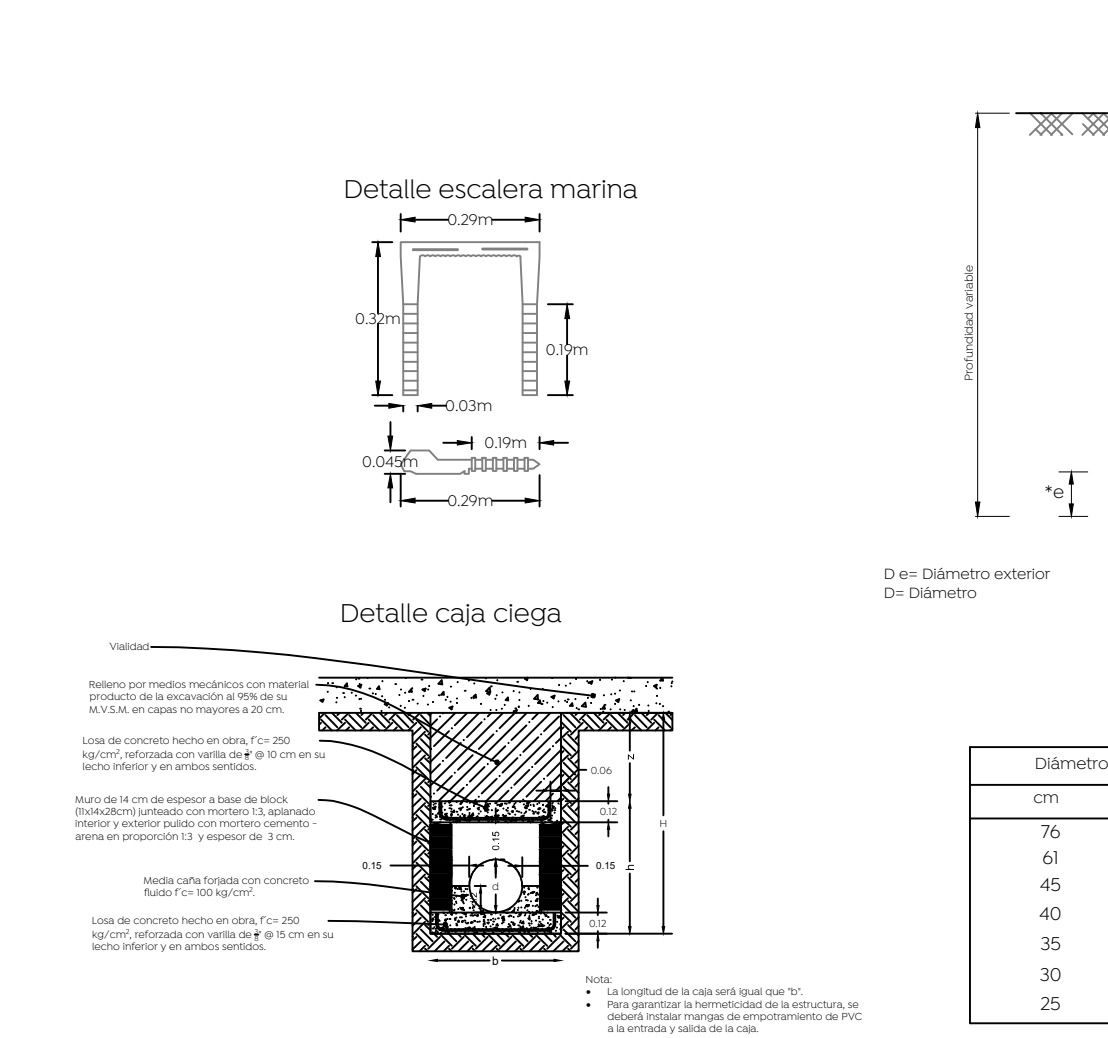 Detalle escalera marina
0.29m
0.32m
0.19m
0.03m
0.19m
0.045m
0.29m
Profundidad variable
*e
D e= Diámetro exterior
D= Diámetro
Detalle caja ciega
Vialidad
Relleno por medios mecánicos con material
producto de la excavación al 95% de su
M.V.S.M. en capas no mayores a 20 cm.
Losa de concreto hecho en obra, f´c= 250
kg/cm², reforzada con varilla de @ 10 cm en su
lecho inferior y en ambos sentidos.
Muro de 14 cm de espesor a base de block
(11x14x28cm) junteado con mortero 1:3, aplanado
interior y exterior pulido con mortero cemento -
arena en proporción 1:3 y espesor de 3 cm.
Media caña forjada con concreto
fluido f´c= 100 kg/cm².
Losa de concreto hecho en obra, f´c= 250
kg/cm², reforzada con varilla de @ 15 cm en su
lecho inferior y en ambos sentidos.
0.06
z
0.12
H
0.15
0.15
0.15
h
d
0.12
b
Nota:
• La longitud de la caja será igual que "b".
• Para garantizar la hermeticidad de la estructura, se
deberá instalar mangas de empotramiento de PVC
a la entrada y salida de la caja.
Diámetro
cm
76
61
45
40
35
30
25